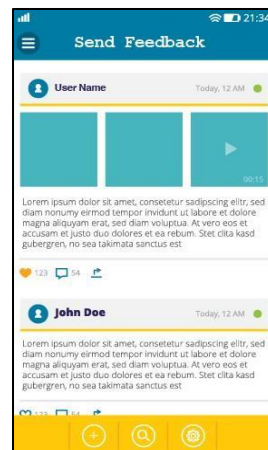 21:34
Send Feedback
User Name Today, 12 AM
00:15
Lorem ipsum dolor sit amet, consetetur sadipscing elitr, sed
diam nonumy eirmod tempor invidunt ut labore et dolore
magna aliquyam erat, sed diam voluptua. At vero eos et
accusam et justo duo dolores et ea rebum. Stet clita kasd
gubergren, no sea takimata sanctus est
123 54
John Doe Today, 12 AM
Lorem ipsum dolor sit amet, consetetur sadipscing elitr, sed
diam nonumy eirmod tempor invidunt ut labore et dolore
magna aliquyam erat, sed diam voluptua. At vero eos et
accusam et justo duo dolores et ea rebum. Stet clita kasd
gubergren, no sea takimata sanctus est
123 54